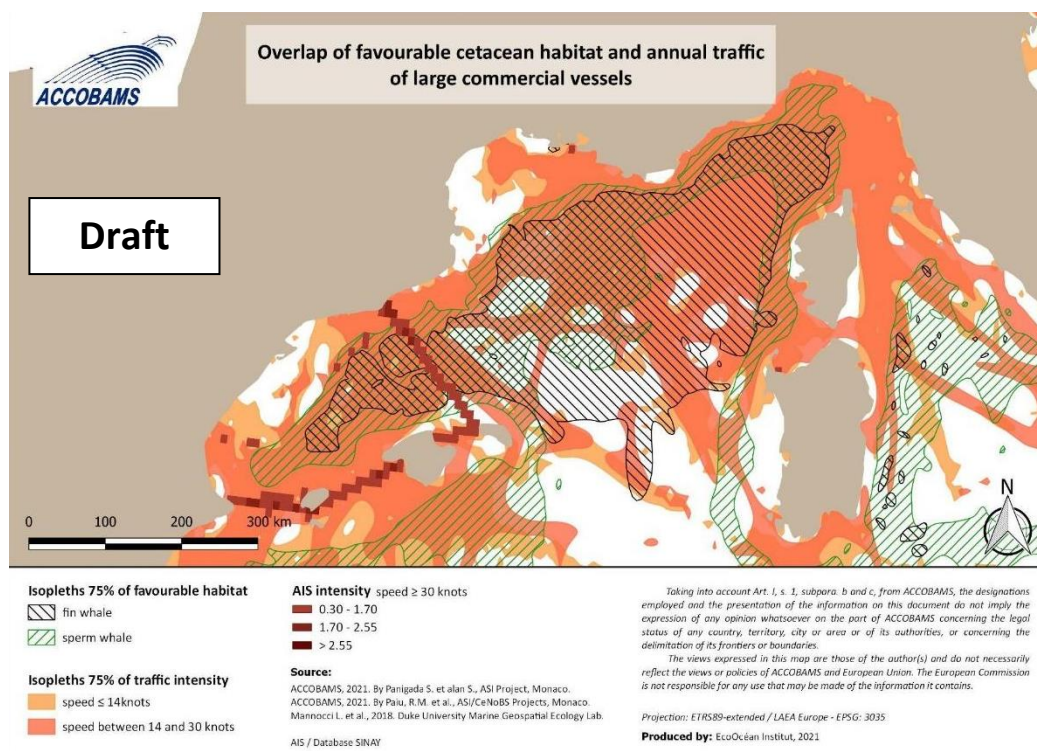 ACCOBAMS
Overlap of favourable cetacean habitat and annual traffic
of large commercial vessels
Draft
N
0 100 200 300 km
Isopleths 75% of favourable habitat
fin whale
sperm whale
Isopleths 75% of traffic intensity
speed ≤ 14knots
speed between 14 and 30 knots
AIS intensity speed ≥ 30 knots
0.30 - 1.70
1.70 - 2.55
> 2.55
Source:
ACCOBAMS, 2021. By Panigada S. et alan S., ASI Project, Monaco.
ACCOBAMS, 2021. By Paiu, R.M. et al., ASI/CeNoBS Projects, Monaco.
Mannocci L. et al., 2018. Duke University Marine Geospatial Ecology Lab.
AIS / Database SINAY
Taking into account Art. I, s. 1, subpara. b and c, from ACCOBAMS, the designations
employed and the presentation of the information on this document do not imply the
expression of any opinion whatsoever on the part of ACCOBAMS concerning the legal
status of any country, territory, city or area or of its authorities, or concerning the
delimitation of its frontiers or boundaries.
The views expressed in this map are those of the author(s) and do not necessarily
reflect the views or policies of ACCOBAMS and European Union. The European Commission
is not responsible for any use that may be made of the information it contains.
Projection: ETRS89-extended / LAEA Europe - EPSG: 3035
Produced by: EcoOcéan Institut, 2021